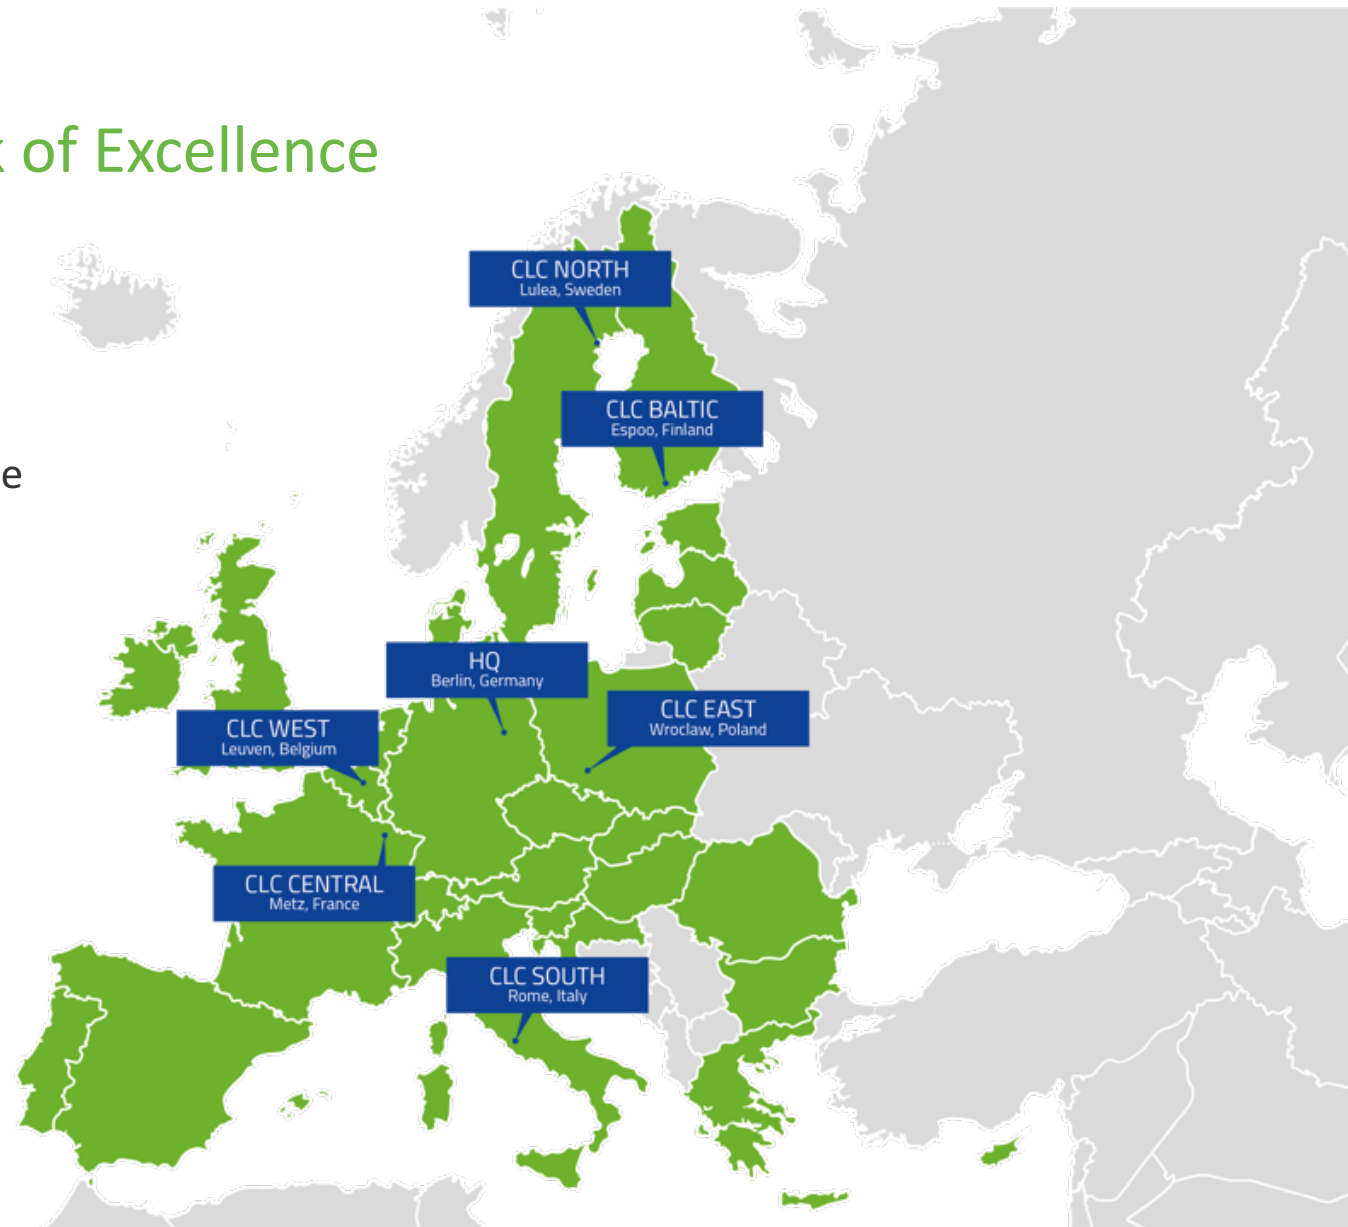 of Excellence
e
CLC NORTH
Lulea, Sweden
CLC BALTIC
Espoo, Finland
HQ
Berlin, Germany
CLC EAST
Wroclaw, Poland
CLC WEST
Leuven, Belgium
CLC CENTRAL
Metz, France
CLC SOUTH
Rome, Italy